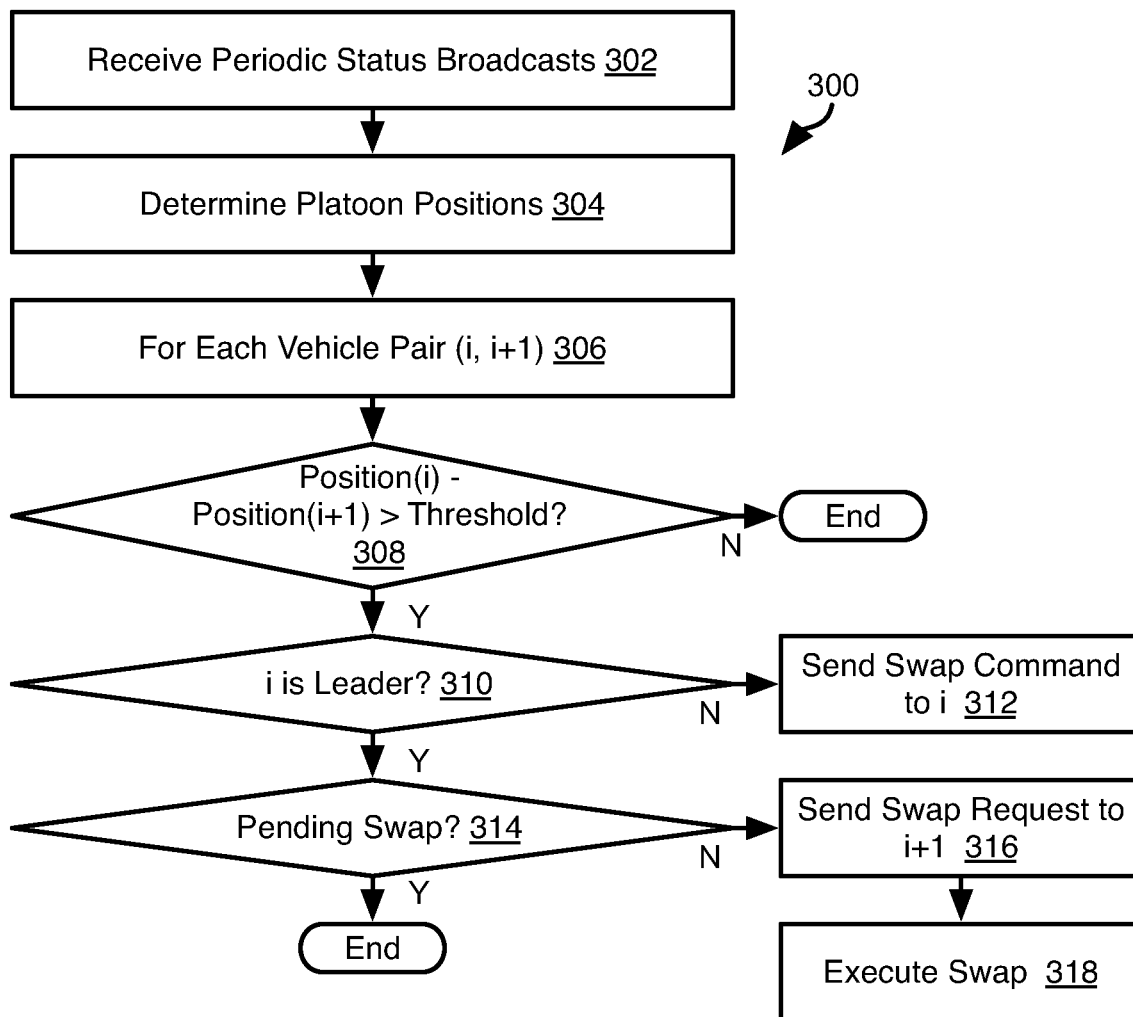 Receive Periodic Status Broadcasts 302
300
Determine Platoon Positions 304
For Each Vehicle Pair (i, i+1) 306
Position(i) -
Position(i+1) > Threshold?
308
N
End
Y
i is Leader? 310
N
Send Swap Command
to i 312
Y
Pending Swap? 314
N
Send Swap Request to
i+1 316
Y
End
Execute Swap 318